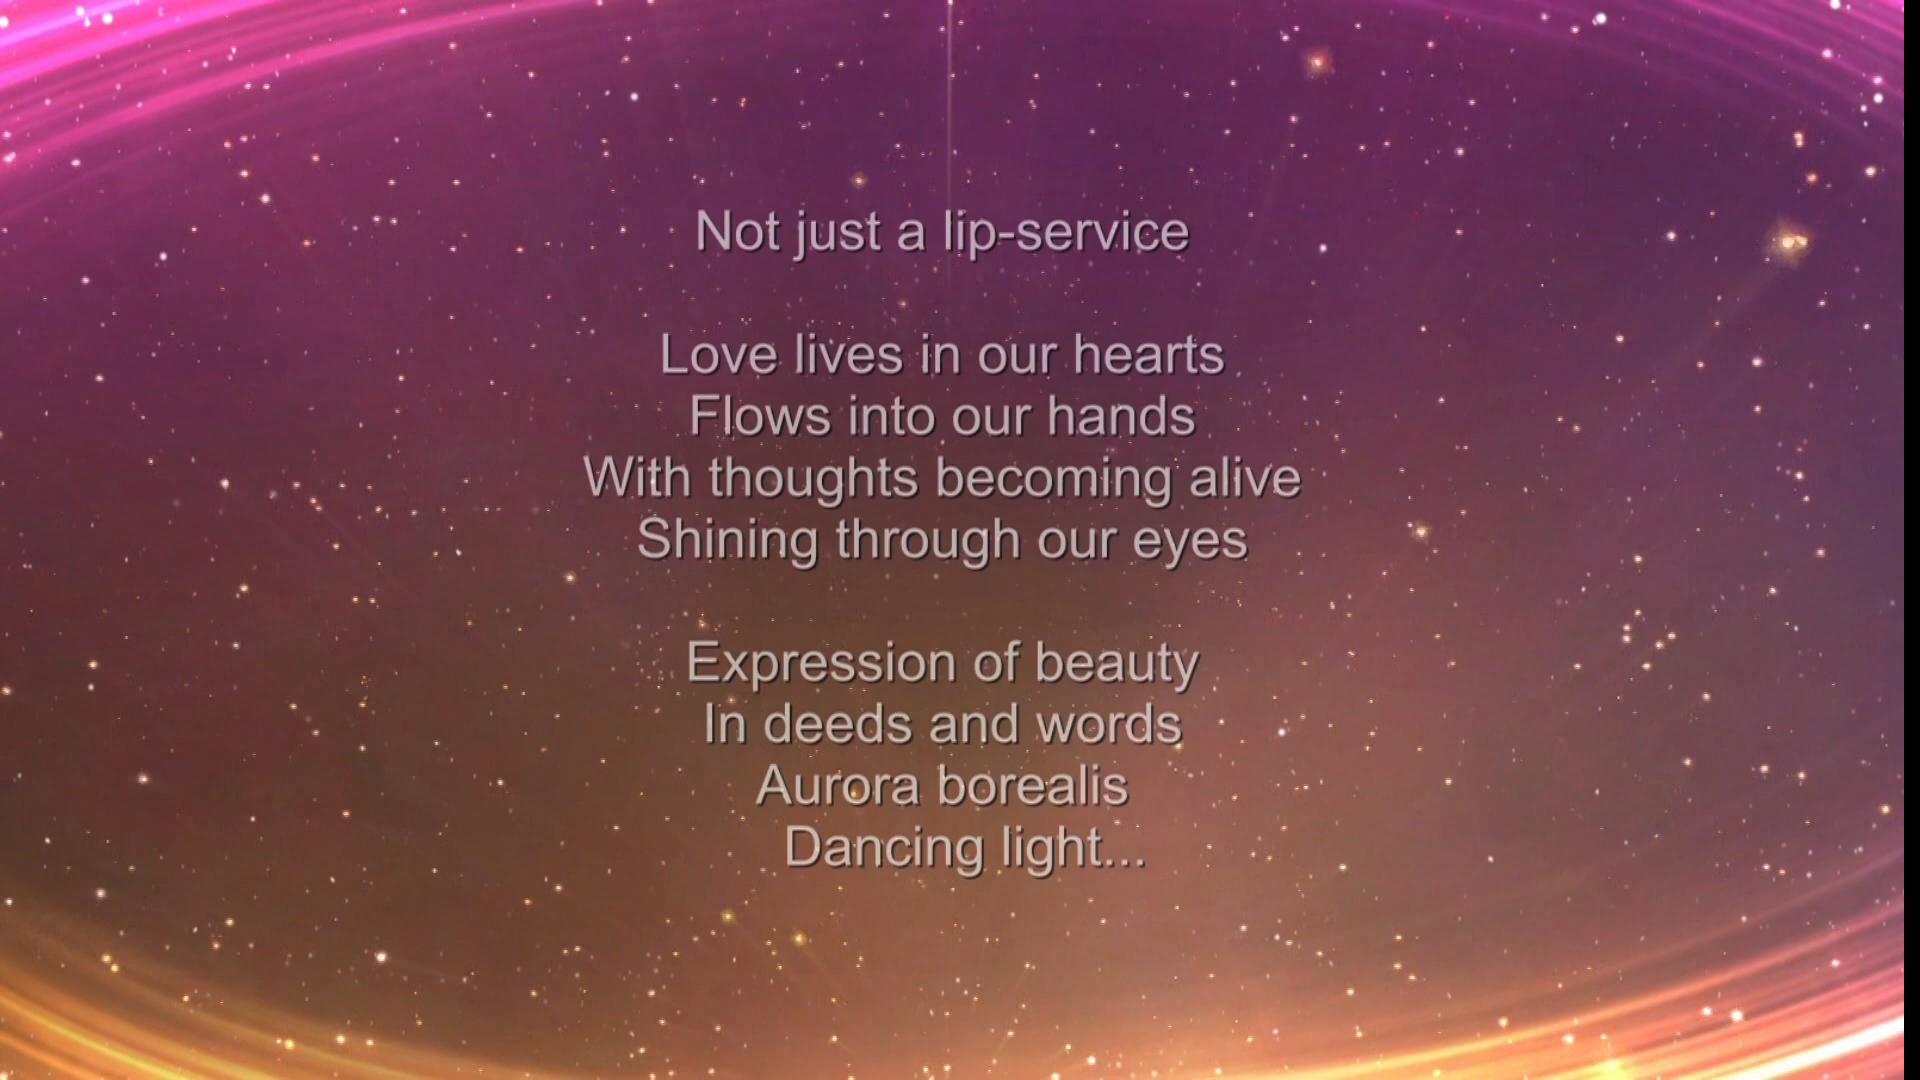 Not just a lip-service
Love lives in our hearts
Flows into our hands
With thoughts becoming alive
Shining through our eyes
Expression of beauty
In deeds and words
Aurora borealis
Dancing light...